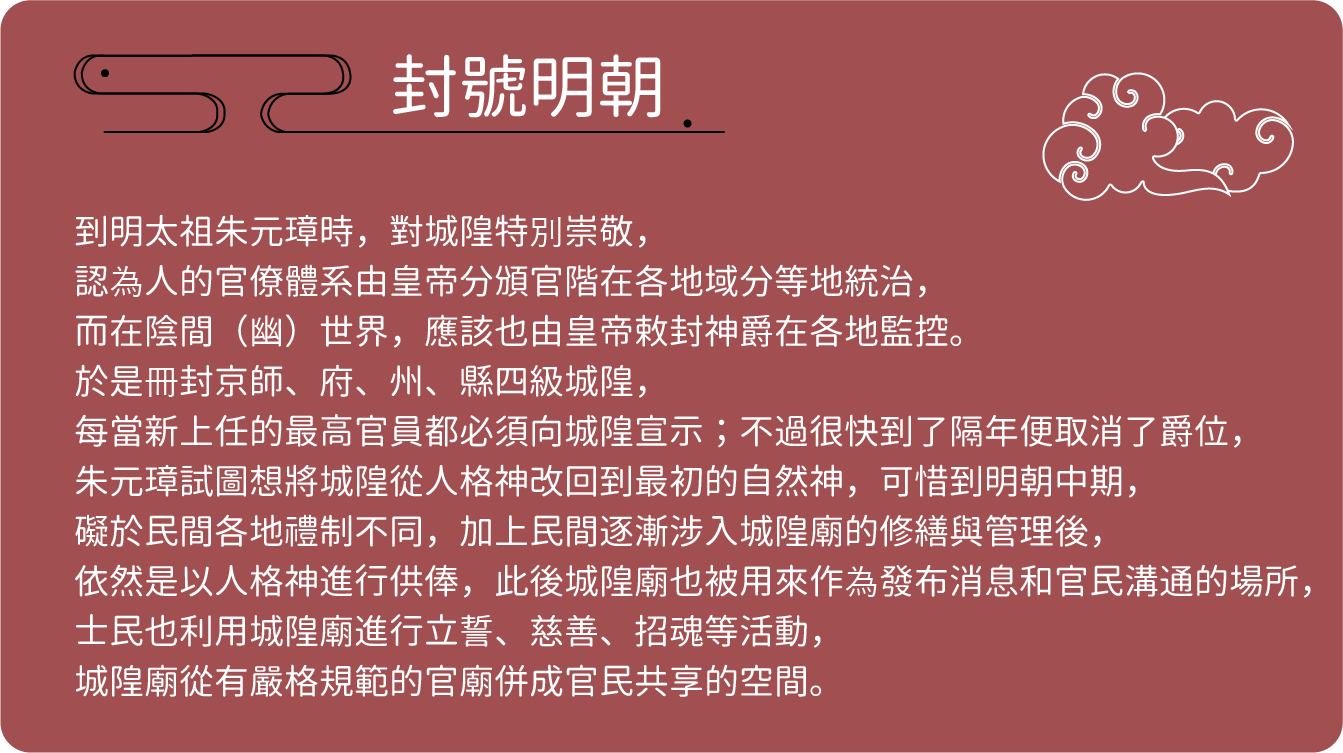 封號明朝
到明太祖朱元璋時，對城隍特別崇敬，
認為人的官僚體系由皇帝分頒官階在各地域分等地統治，
而在陰間（幽）世界，應該也由皇帝敕封神爵在各地監控。
於是冊封京師、府、州、縣四級城隍，
每當新上任的最高官員都必須向城隍宣示；不過很快到了隔年便取消了爵位，
朱元璋試圖想將城隍從人格神改回到最初的自然神，可惜到明朝中期，
礙於民間各地禮制不同，加上民間逐漸涉入城隍廟的修繕與管理後，
依然是以人格神進行供俸，此後城隍廟也被用來作為發布消息和官民溝通的場所，
士民也利用城隍廟進行立誓、慈善、招魂等活動，
城隍廟從有嚴格規範的官廟併成官民共享的空間。